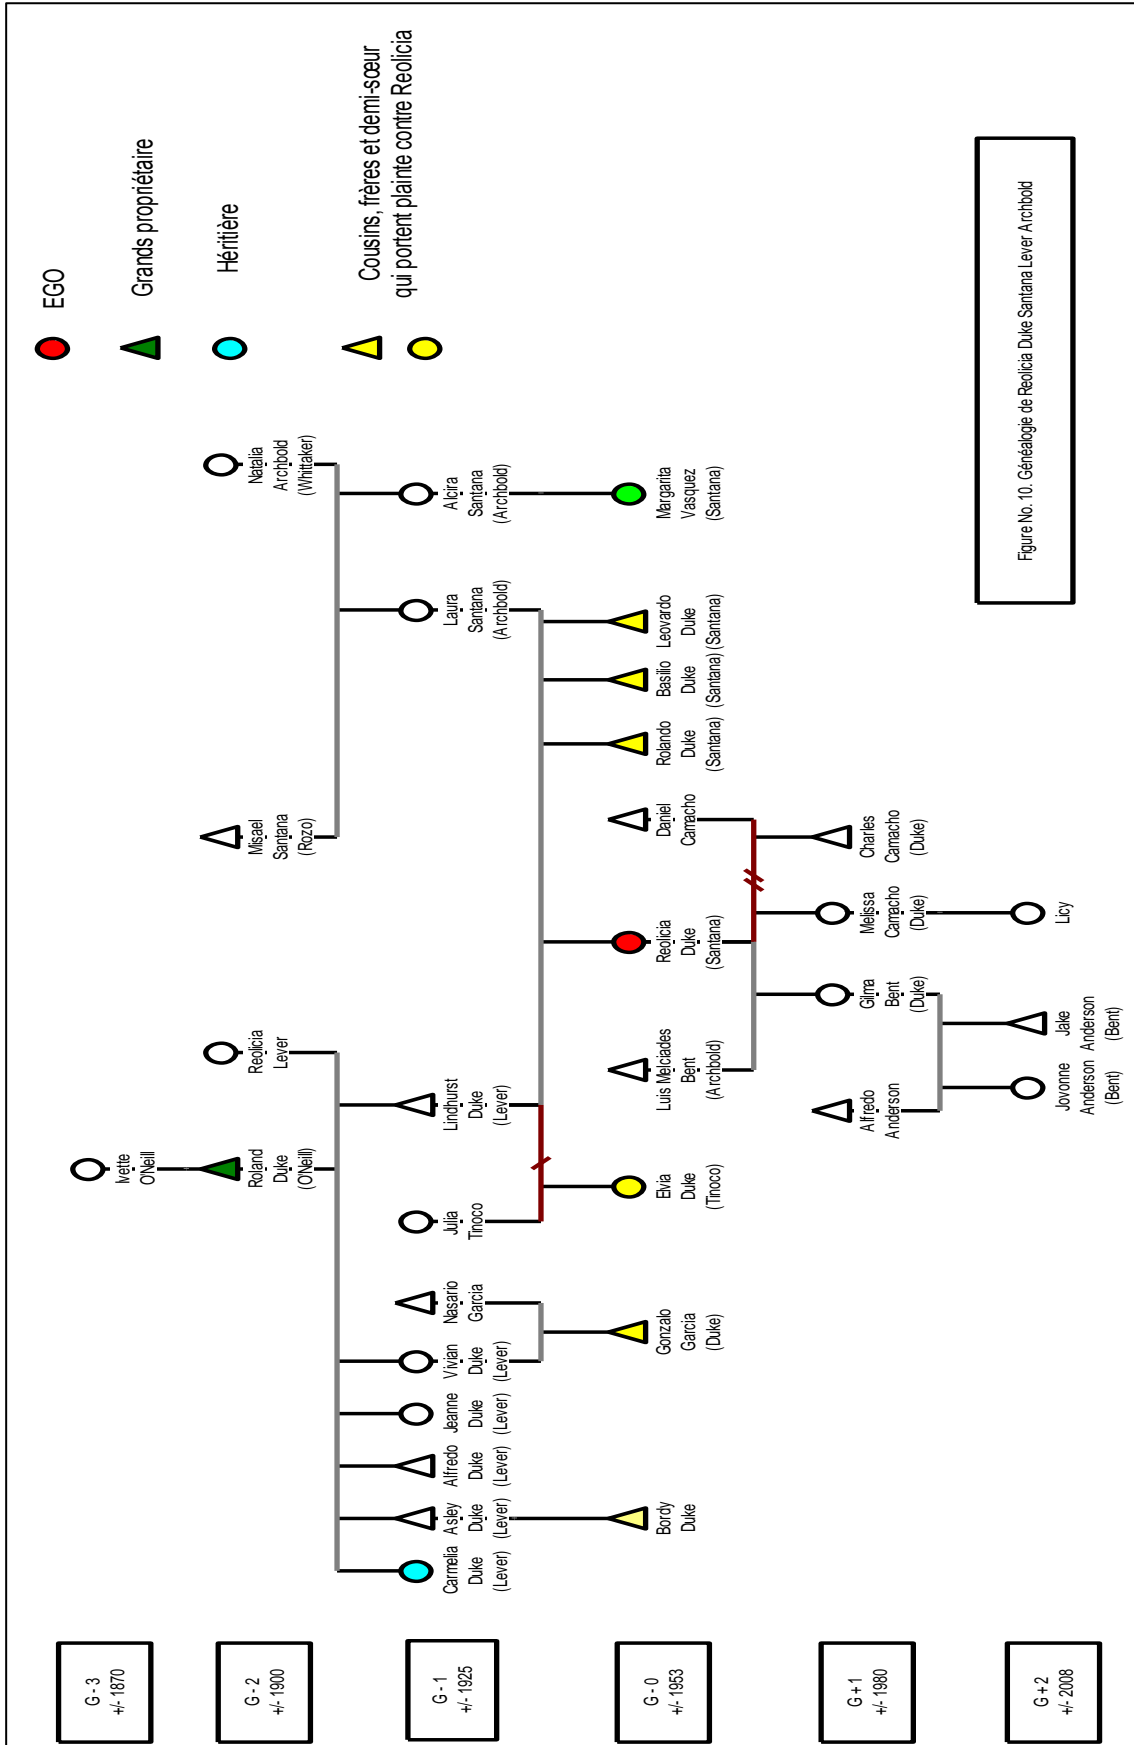 EGO
Grands propriétaire
Héritière
Cousins, frères et demi-sœur
qui portent plainte contre Reolicia
G - 3
+/- 1870
Ivette
O'Neill
G - 2
+/- 1900
Roland
Duke
(O'Neill)
Reolicia
Lever
Misael
Santana
(Rozo)
Natalia
Archbold
(Whittaker)
G - 1
+/- 1925
Carmelia
Duke
(Lever)
Asley
Duke
(Lever)
Alfredo
Duke
(Lever)
Jeanne
Duke
(Lever)
Vivian
Duke
(Lever)
Nasario
Garcia
Julia
Tinoco
Lindhurst
Duke
(Lever)
Laura
Santana
(Archbold)
Alcira
Santana
(Archbold)
G - 0
+/- 1953
Bordy
Duke
Gonzalo
Garcia
(Duke)
Elvia
Duke
(Tinoco)
Luis Melciades
Bent
(Archbold)
Reolicia
Duke
(Santana)
Daniel
Camacho
Rolando
Duke
(Santana)
Basilio
Duke
(Santana)
Leovardo
Duke
(Santana)
Margarita
Vasquez
(Santana)
G + 1
+/- 1980
Alfredo
Anderson
Gilma
Bent
(Duke)
Melissa
Camacho
(Duke)
Charles
Camacho
(Duke)
G + 2
+/- 2008
Jovonne
Anderson
(Bent)
Jake
Anderson
(Bent)
Licy
Figure No. 10. Généalogie de Reolicia Duke Santana Lever Archbold